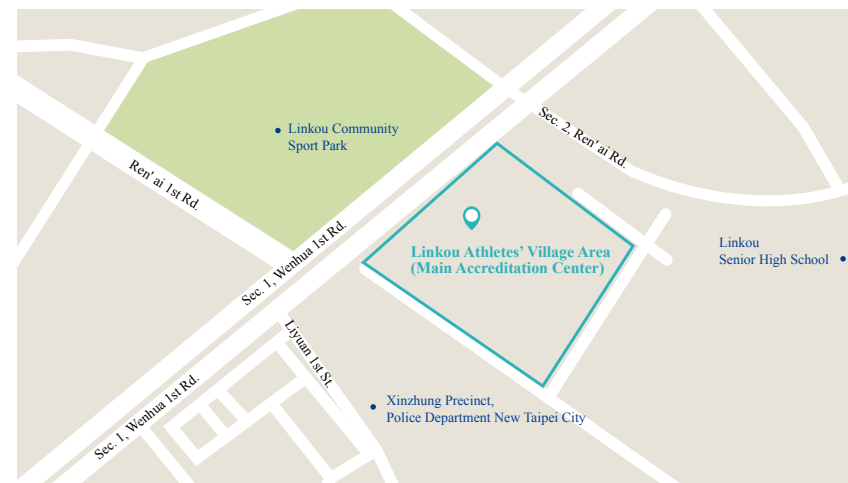 Sec. 2, Ren'ai Rd.
Linkou Community
Sport Park
Ren' ai 1st Rd.
Sec. 1, Wenhua 1st Rd.
Linkou Athletes' Village Area
(Main Accreditation Center)
Linkou
Senior High School
Liyuan 1st St.
Sec. 1, Wenhua 1st Rd.
Xinzhung Precinct,
Police Department New Taipei City